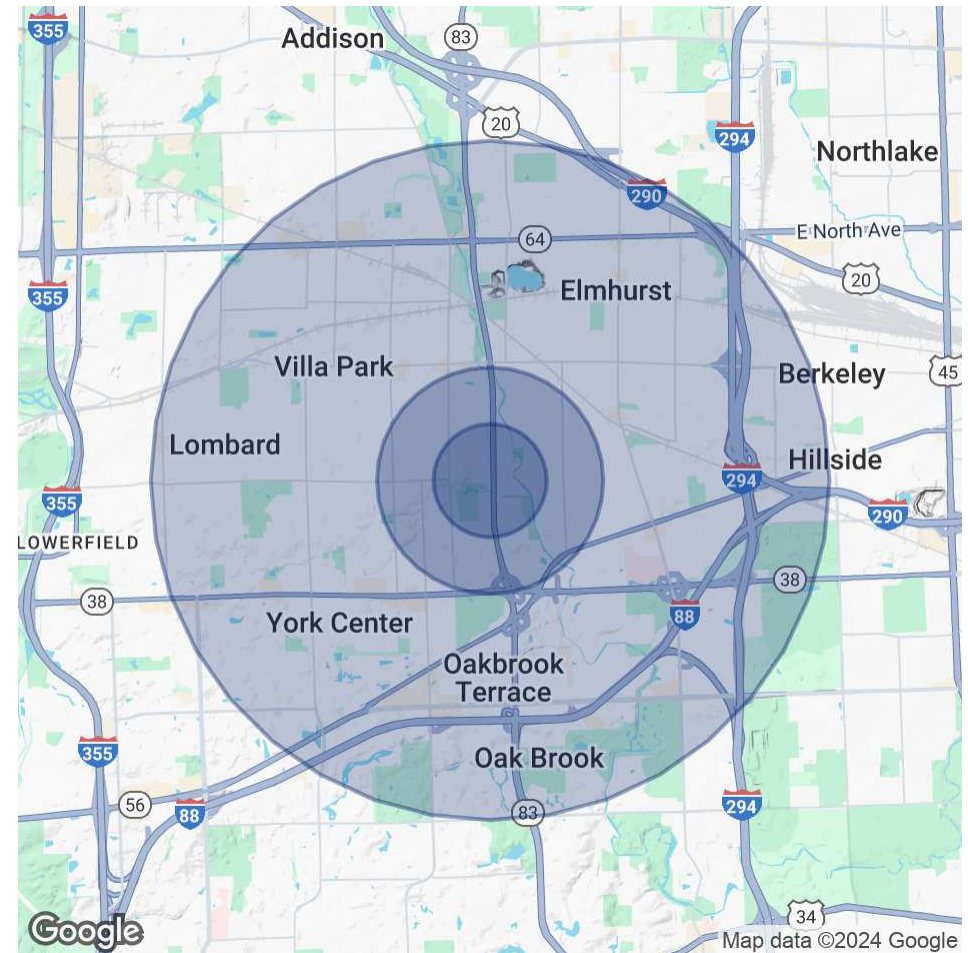 355
Addison
83
20
294
Northlake
290
E North Ave
64
20
355
Elmhurst
Villa Park
Berkeley
45
Lombard
Hillside
294
355
290
LOWERFIELD
38
38
York Center
88
Oakbrook
Terrace
355
Oak Brook
56
88
83
294
34
Google
Map data ©2024 Google